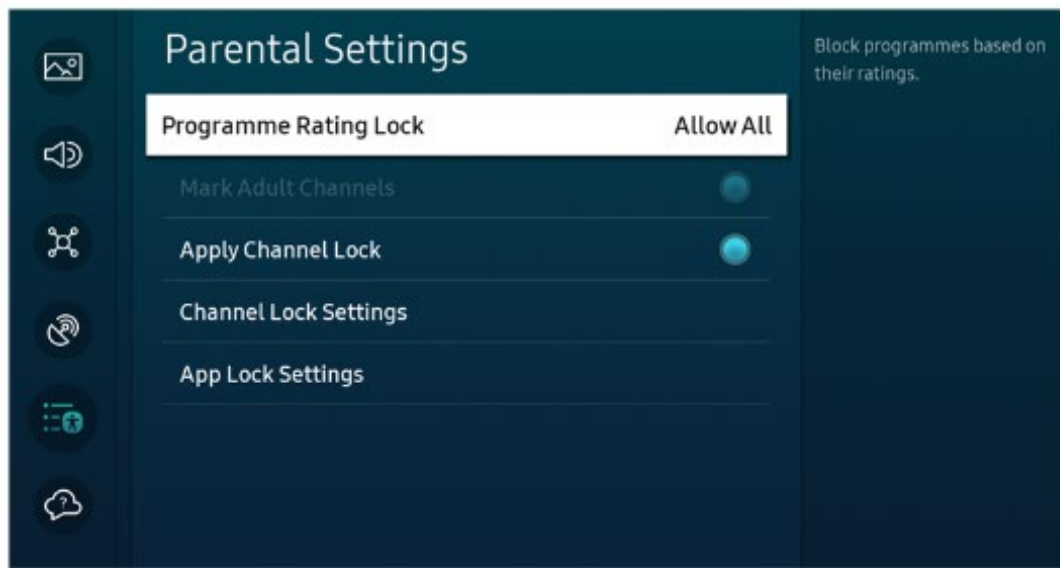 Parental Settings
Programme Rating Lock Allow All
Mark Adult Channels
Apply Channel Lock
Channel Lock Settings
App Lock Settings
Block programmes based on
their ratings.